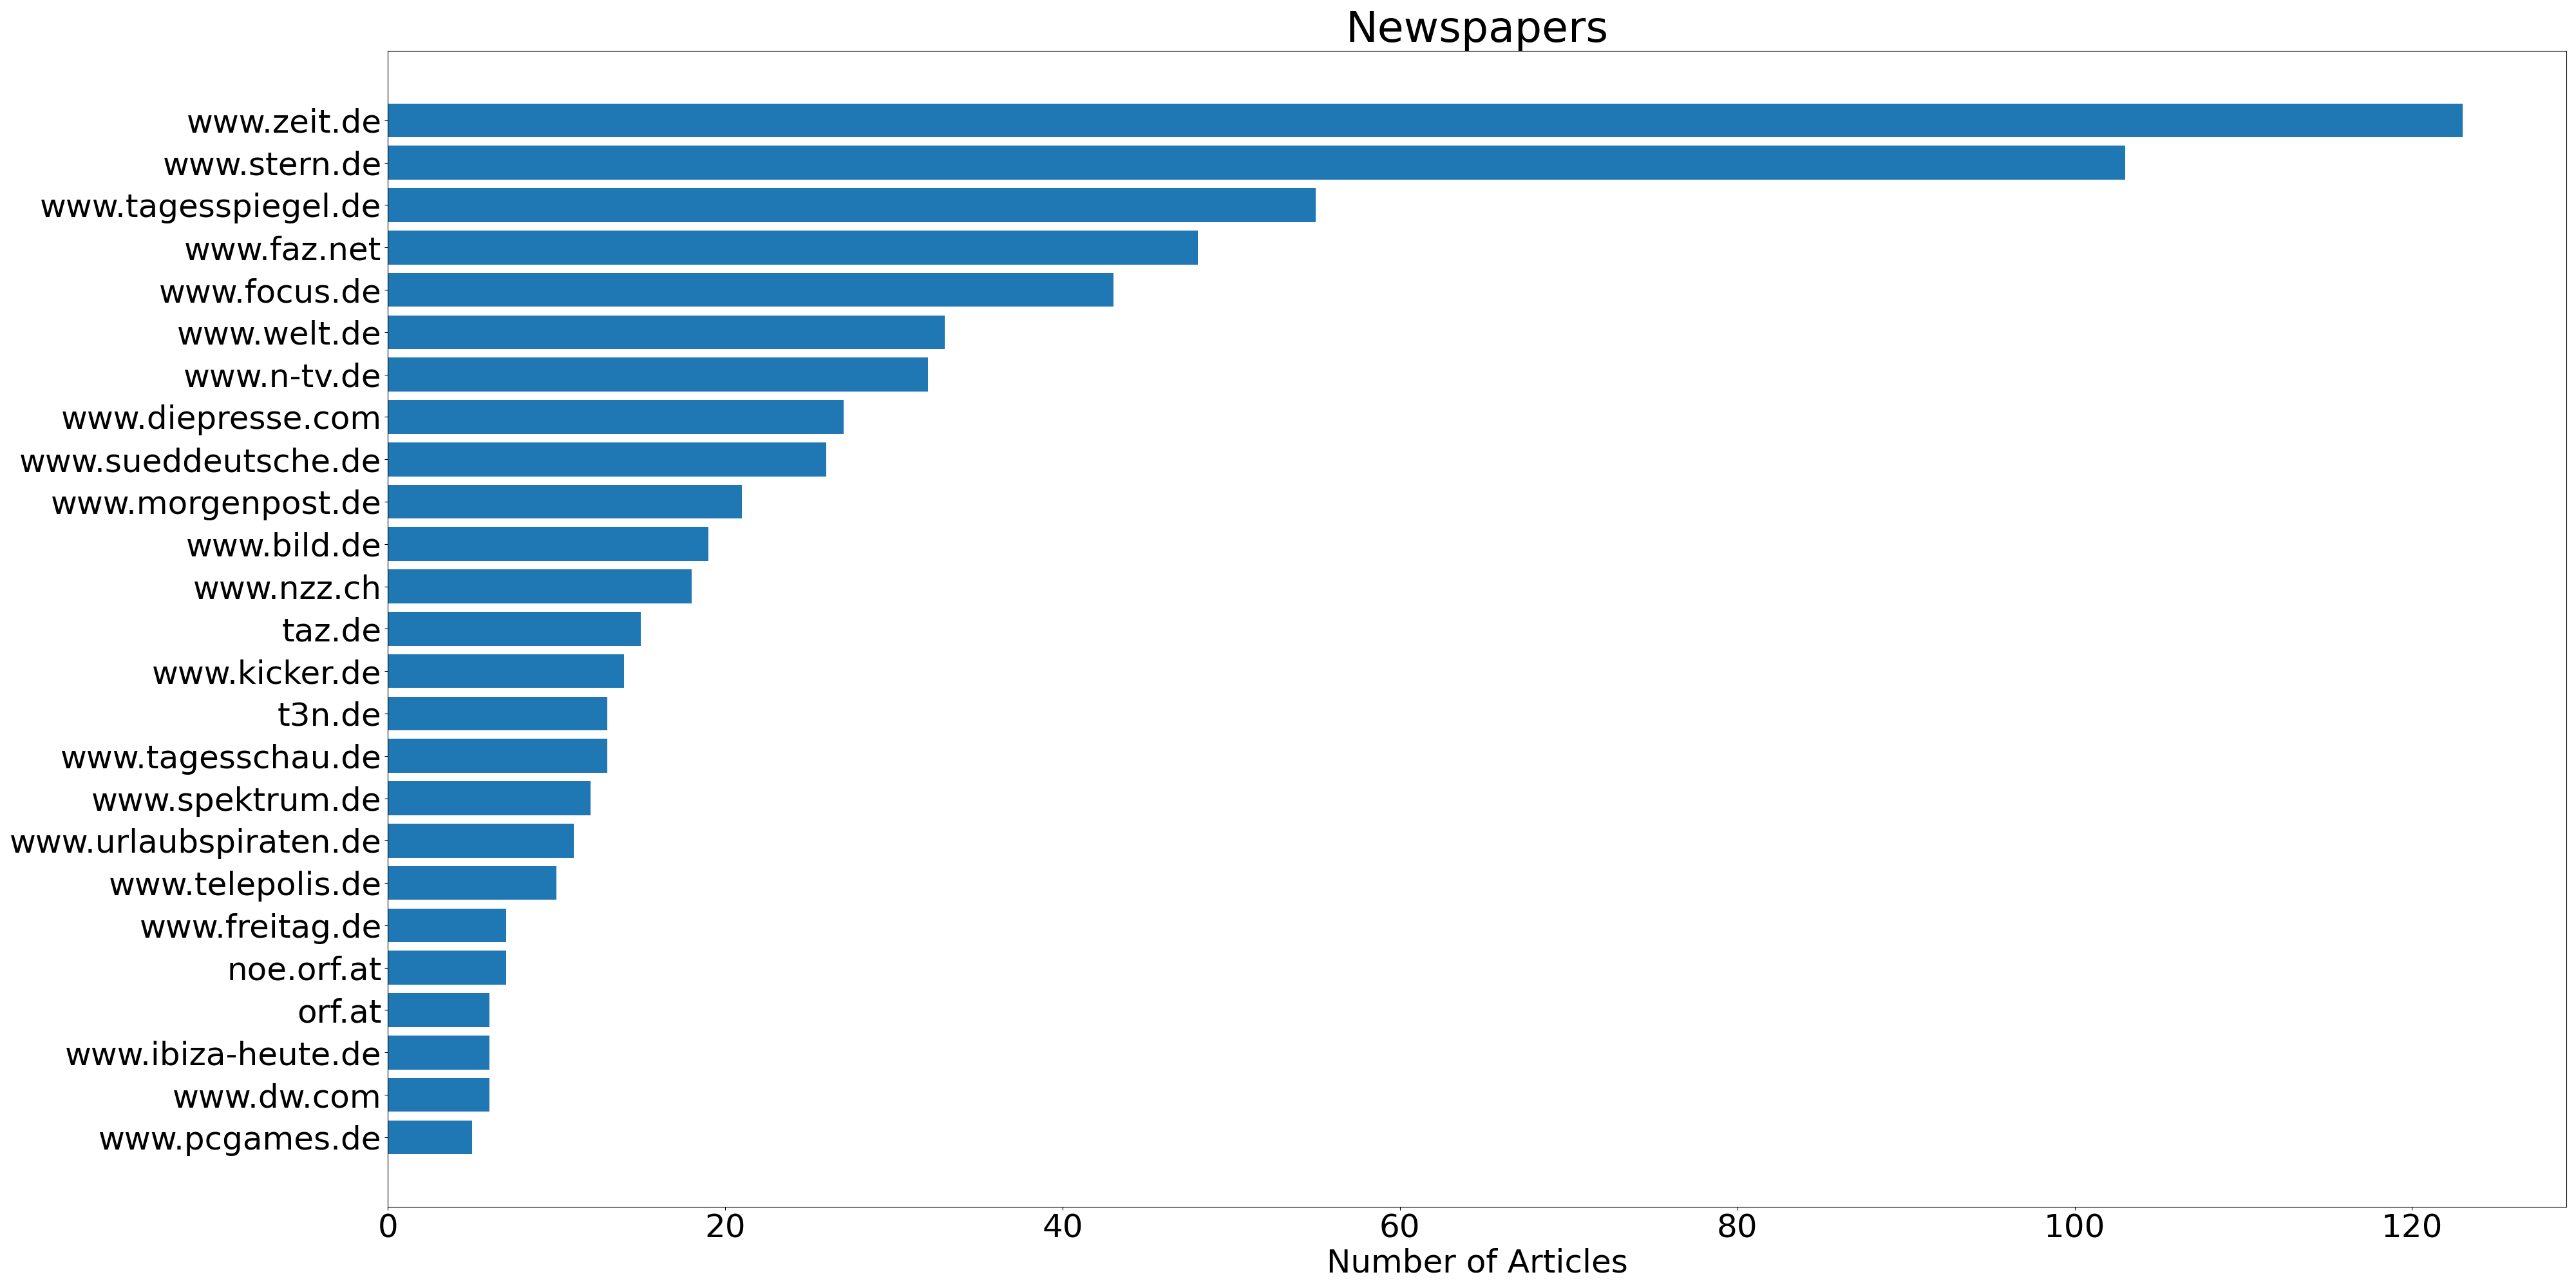 Newspapers
www.zeit.de
www.stern.de
www.tagesspiegel.de
www.faz.net
www.focus.de
www.welt.de
www.n-tv.de
www.diepresse.com
www.sueddeutsche.de
www.morgenpost.de
www.bild.de
www.nzz.ch
taz.de
www.kicker.de
t3n.de
www.tagesschau.de
www.spektrum.de
www.urlaubspiraten.de
www.telepolis.de
www.freitag.de
noe.orf.at
orf.at
www.ibiza-heute.de
www.dw.com
www.pcgames.de
0 20 40 60 80 100 120
Number of Articles